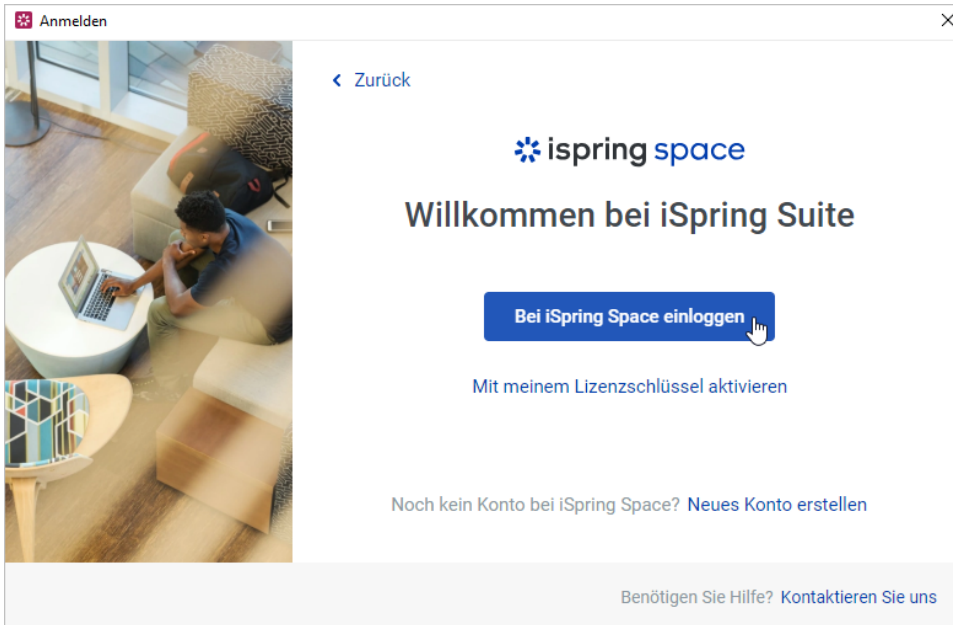 Anmelden
Zurück
ispring space
Willkommen bei iSpring Suite
Bei iSpring Space einloggen
Mit meinem Lizenzschlüssel aktivieren
Noch kein Konto bei iSpring Space? Neues Konto erstellen
Benötigen Sie Hilfe? Kontaktieren Sie uns